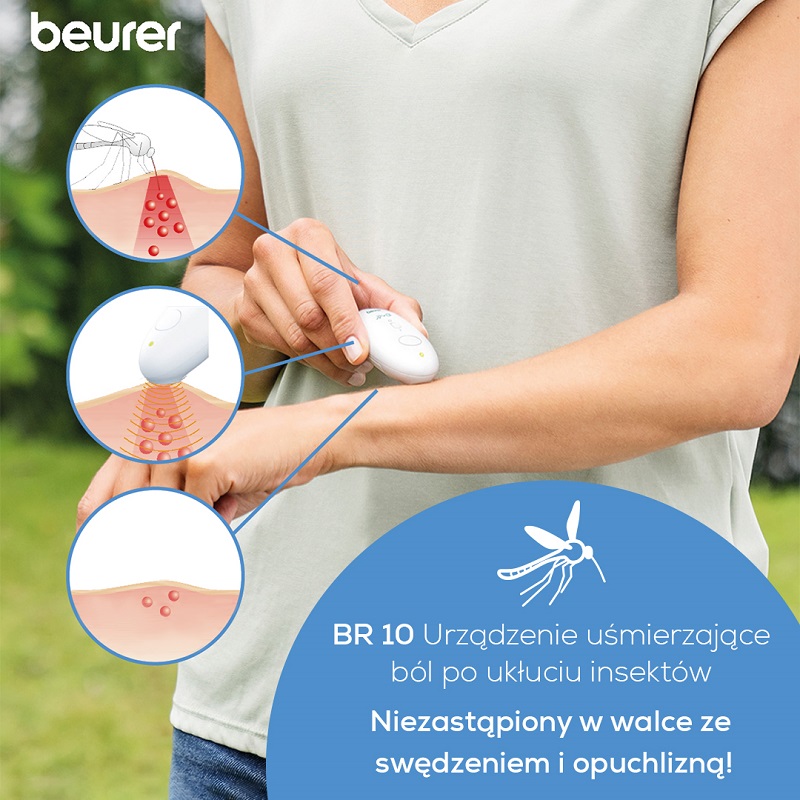 beurer
BR 10 Urządzenie uśmierzające
ból po ukłuciu insektów
Niezastąpiony w walce ze
swędzeniem i opuchlizną!